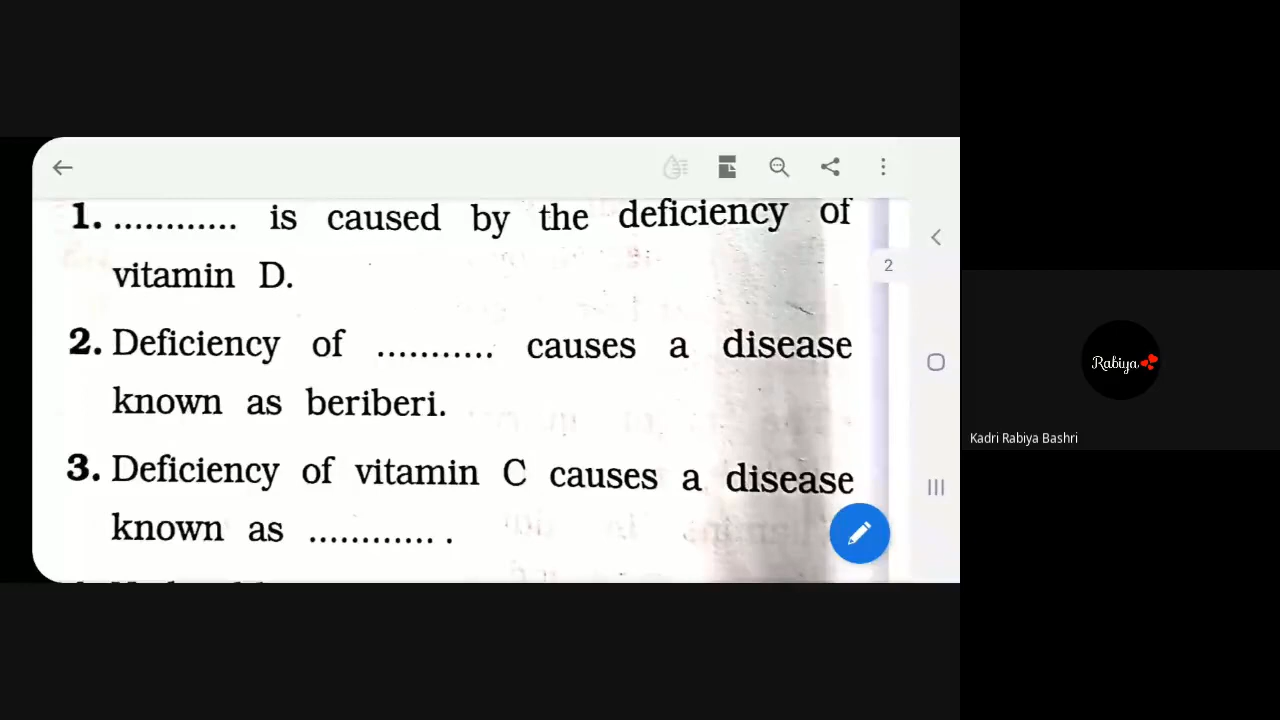 1. ............ is caused by the deficiency of
vitamin D.
2
2. Deficiency of ........... causes a disease
known as beriberi.
3. Deficiency of vitamin C causes a disease
known as ............ .
Rabiya
Kadri Rabiya Bashri